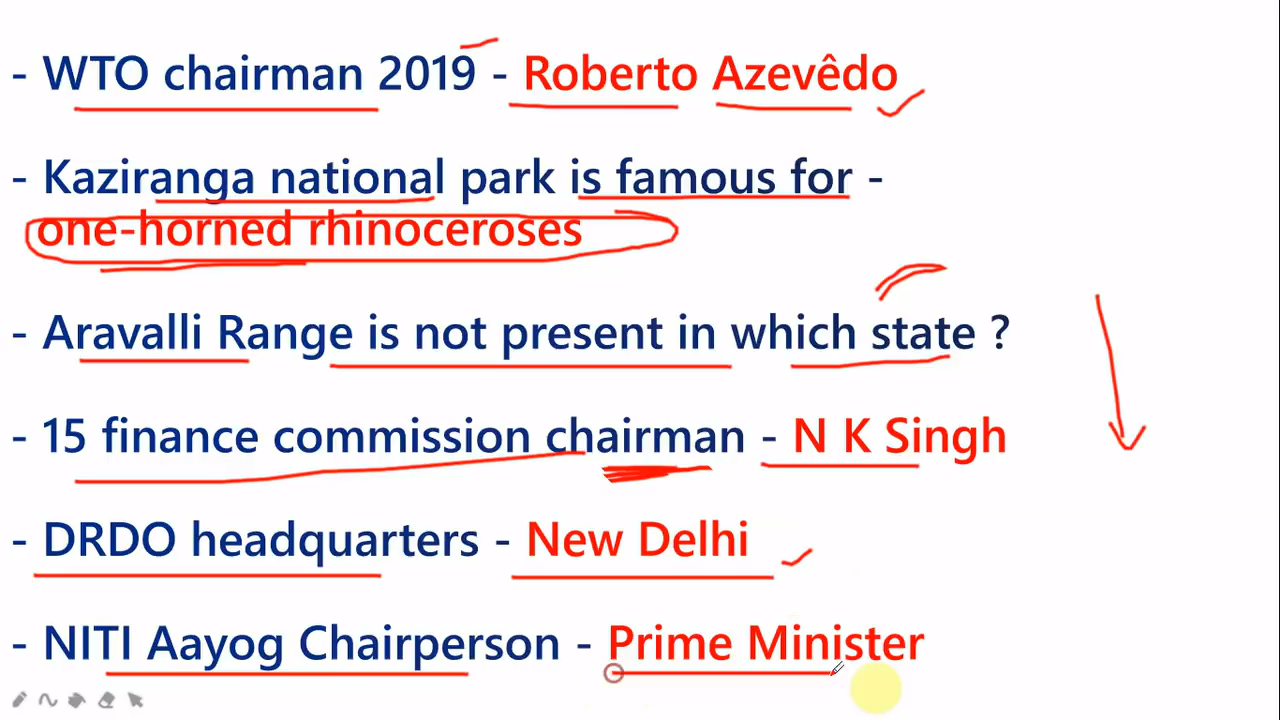 - WTO chairman 2019 - Roberto Azevêdo
- Kaziranga national park is famous for -
one-horned rhinoceroses
- Aravalli Range is not present in which state ?
- 15 finance commission chairman - N K Singh
- DRDO headquarters - New Delhi
- NITI Aayog Chairperson - Prime Minister